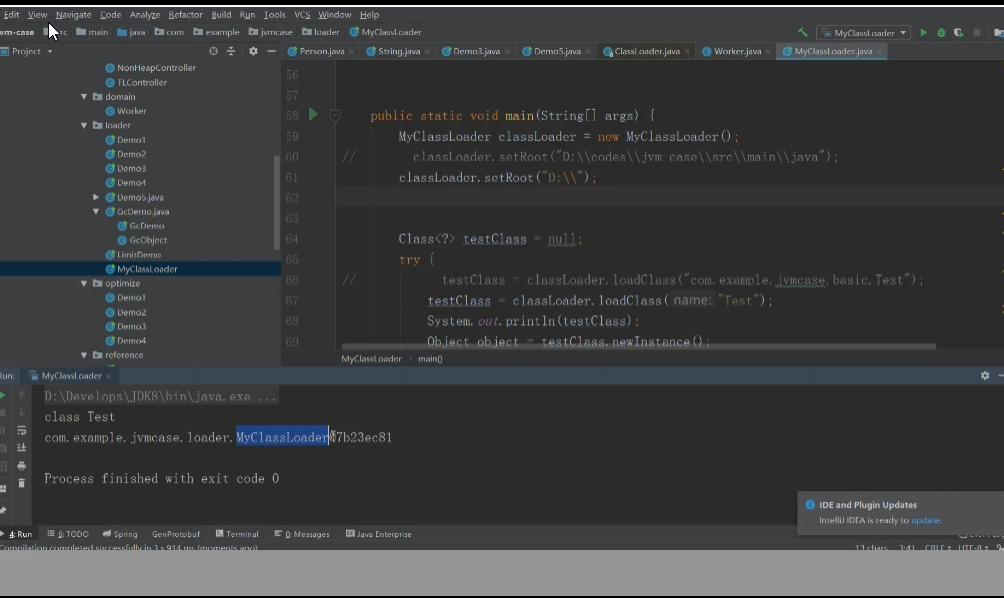 Edit View Navigate Code Analyze Refactor Build Run Tools VCS Window Help
vm-case main java com example jvmcase loader MyClassLoader
MyClassLoader
Project
Person.java String.java Demo3.java Demo5.java ClassLoader.java Worker.java MyClassLoader.java
NonHeapController
TLController
domain
Worker
loader
Demo1
Demo2
Demo3
Demo4
Demo5.java
GcDemo.java
GcDemo
GcObject
LimitDemo
MyClassLoader
optimize
Demo1
Demo2
Demo3
Demo4
reference
56
57
58 public static void main(String[] args) {
59 MyClassLoader classLoader = new MyClassLoader();
60 // classLoader.setRoot("D:\\codes\\jvm case\\src\\main\\java");
61 classLoader.setRoot("D:\\");
62
63
64 Class<?> testClass = null;
65 try {
66 // testClass = classLoader.loadClass("com.example.jvmcase.basic.Test");
67 testClass = classLoader.loadClass( name: "Test");
68 System.out.println(testClass);
69 Object object = testClass.newInstance();
MyClassLoader › main()
Run: MyClassLoader
D:\Develops\JDK8\bin\java.exe ...
class Test
com.example.jvmcase.loader.MyClassLoader@7b23ec81
Process finished with exit code 0
IDE and Plugin Updates
IntelliJ IDEA is ready to update.
4: Run 6: TODO Spring GenProtobuf Terminal 0: Messages Java Enterprise
Compilation completed successfully in 3 s 914 ms (moments ago)
13 chars 3:41 CRLF UTF-8